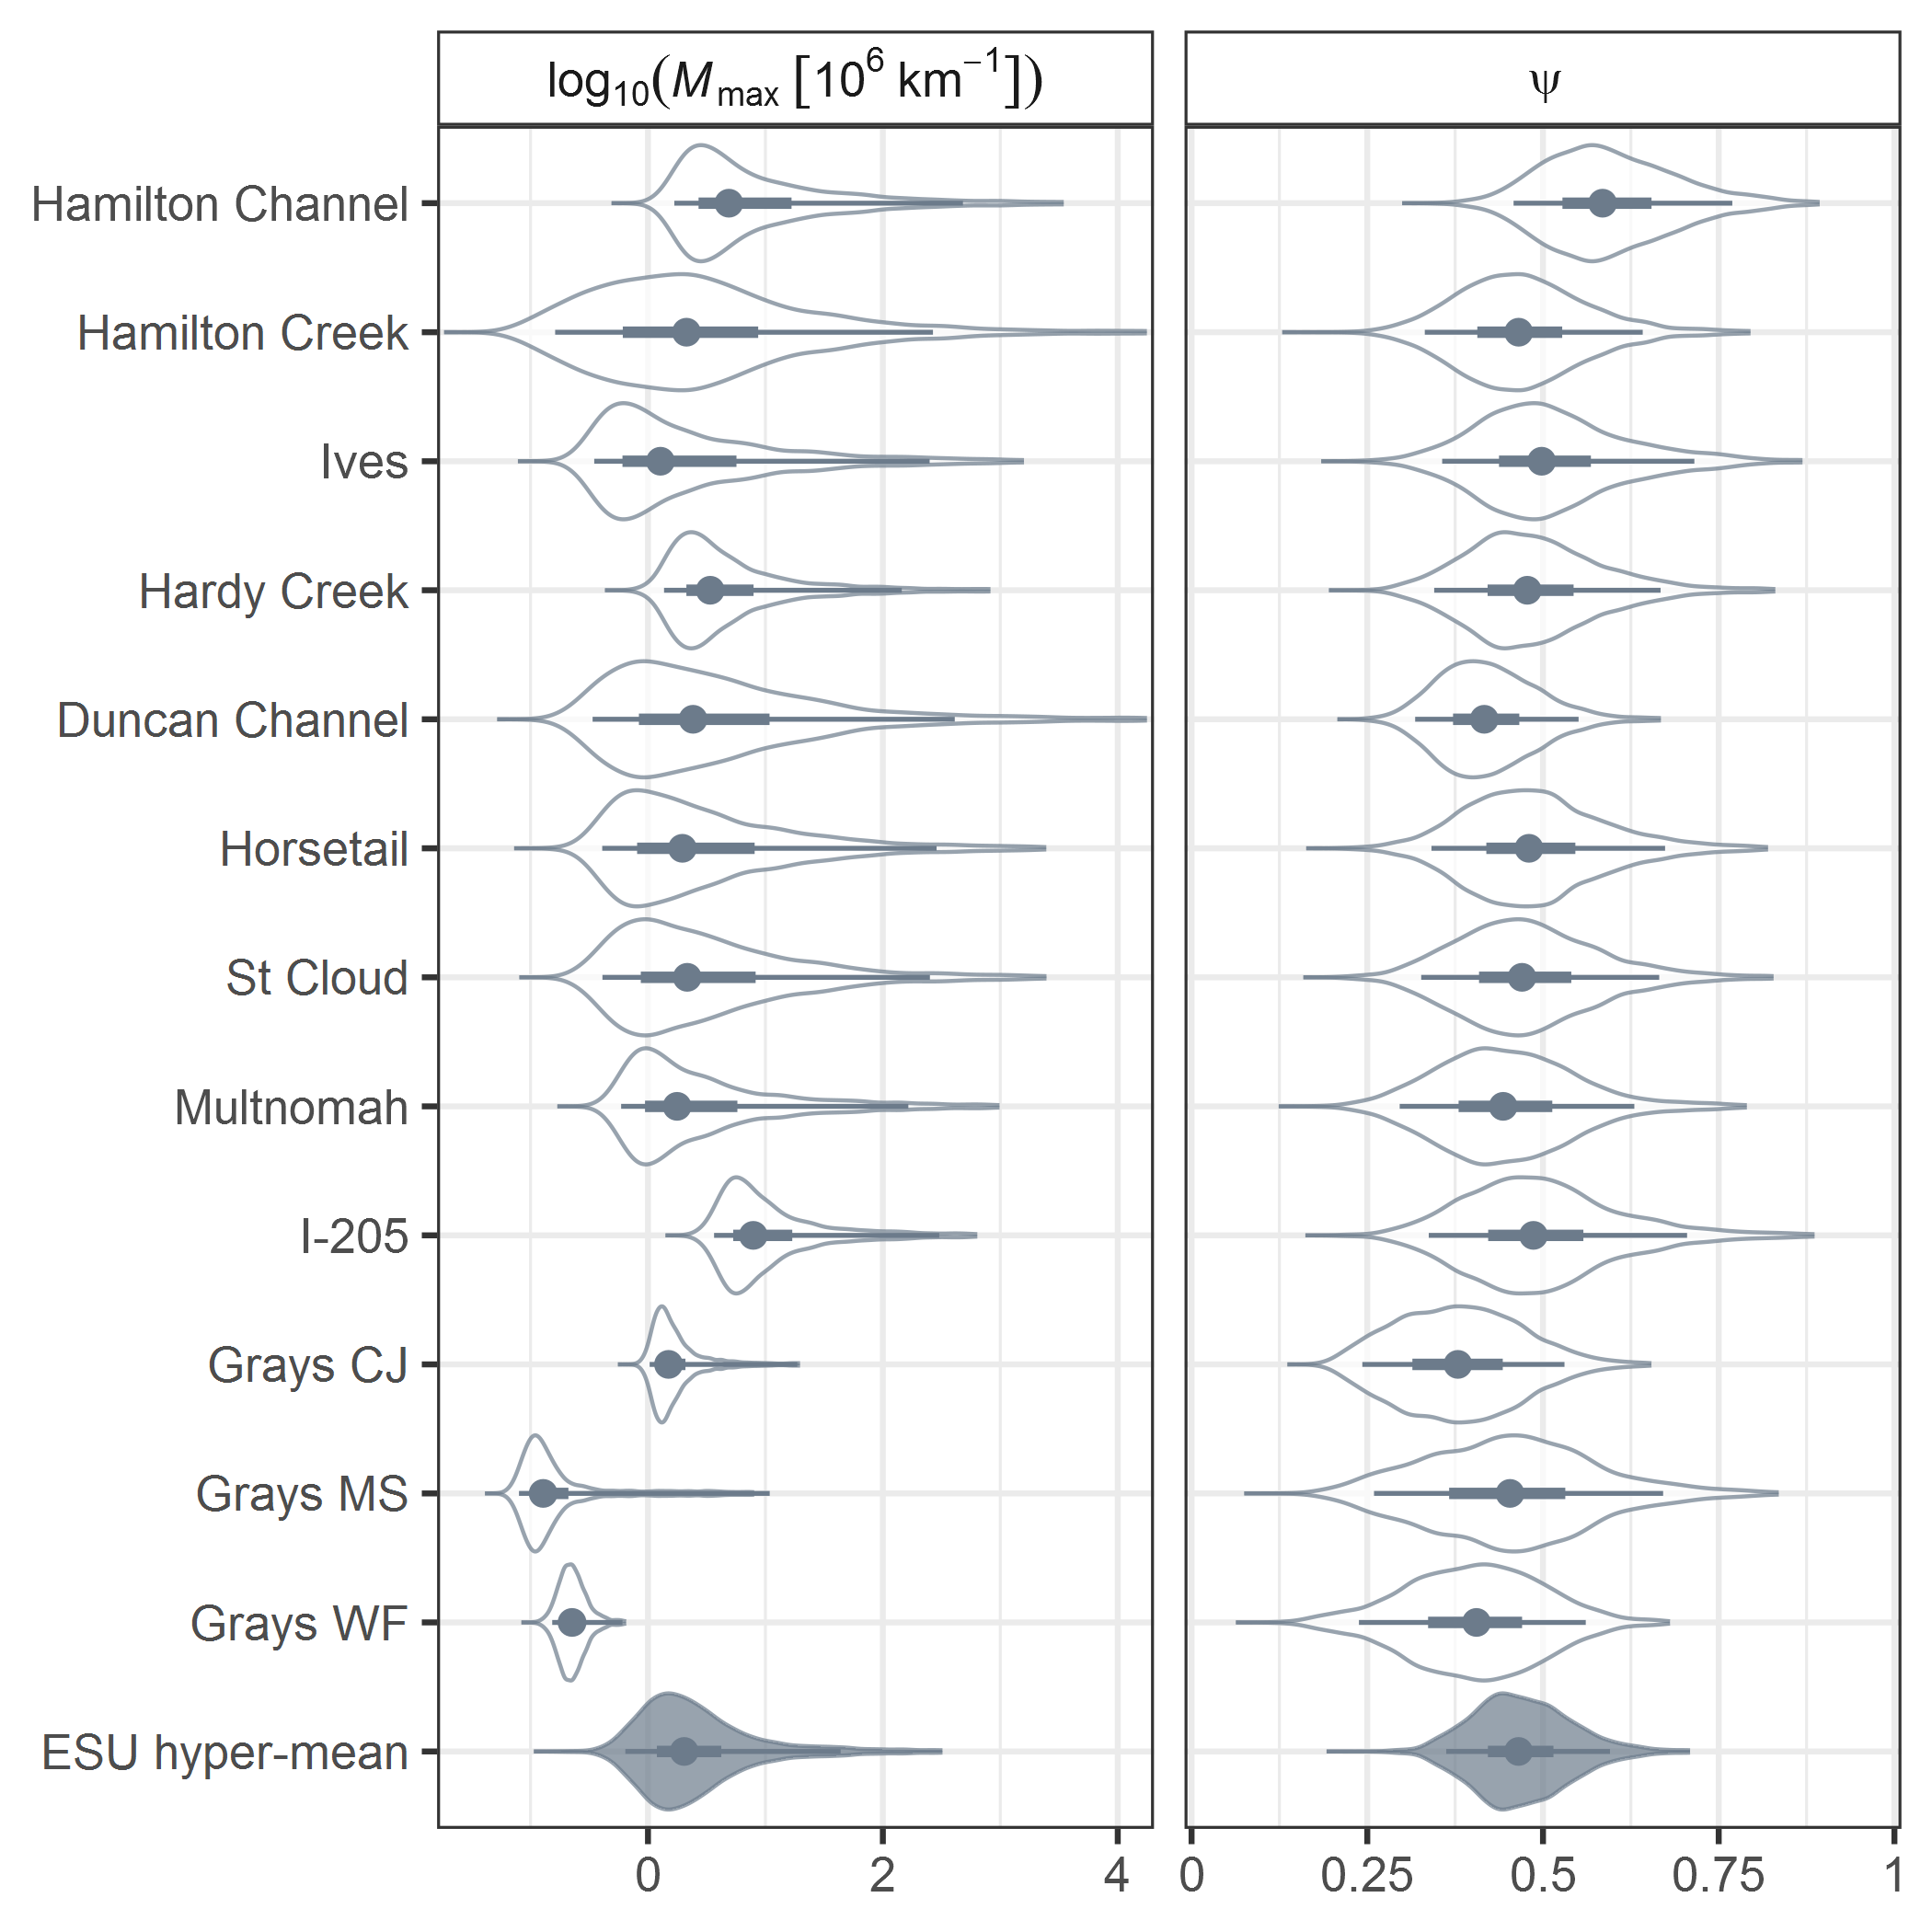 log₁₀(Mₘₐₓ [10⁶ km⁻¹])
ψ
Hamilton Channel
Hamilton Creek
Ives
Hardy Creek
Duncan Channel
Horsetail
St Cloud
Multnomah
I-205
Grays CJ
Grays MS
Grays WF
ESU hyper-mean
0 2 4
0 0.25 0.5 0.75 1